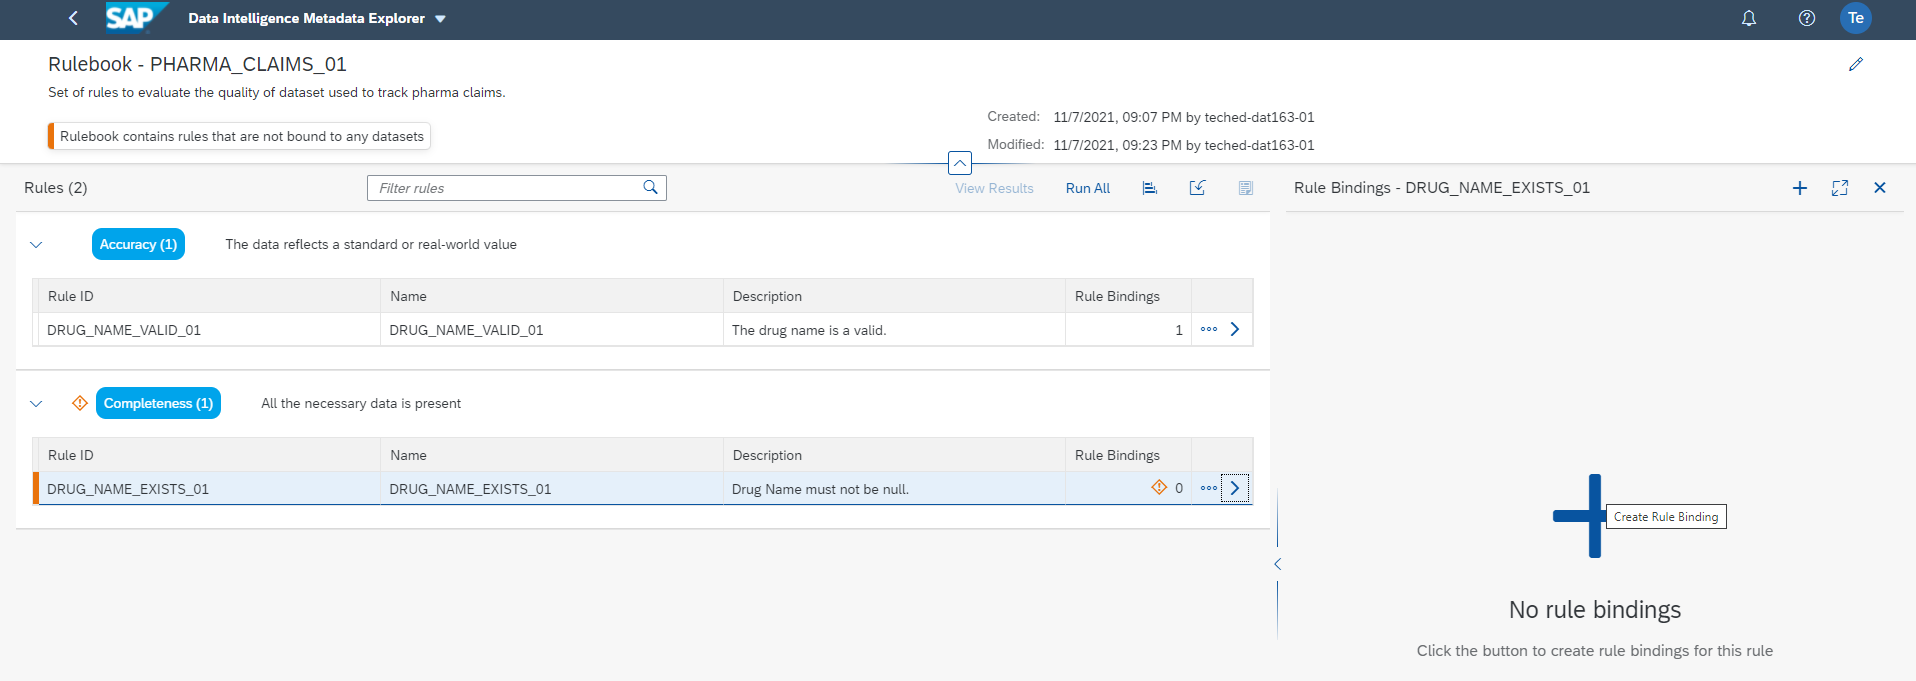 SAP Data Intelligence Metadata Explorer Te
Rulebook - PHARMA_CLAIMS_01
Set of rules to evaluate the quality of dataset used to track pharma claims.
Rulebook contains rules that are not bound to any datasets
Created: 11/7/2021, 09:07 PM by teched-dat163-01
Modified: 11/7/2021, 09:23 PM by teched-dat163-01
Rules (2) Filter rules View Results Run All
Accuracy (1) The data reflects a standard or real-world value
Rule ID Name Description Rule Bindings
DRUG_NAME_VALID_01 DRUG_NAME_VALID_01 The drug name is a valid. 1
Completeness (1) All the necessary data is present
Rule ID Name Description Rule Bindings
DRUG_NAME_EXISTS_01 DRUG_NAME_EXISTS_01 Drug Name must not be null. 0
Rule Bindings - DRUG_NAME_EXISTS_01
Create Rule Binding
No rule bindings
Click the button to create rule bindings for this rule